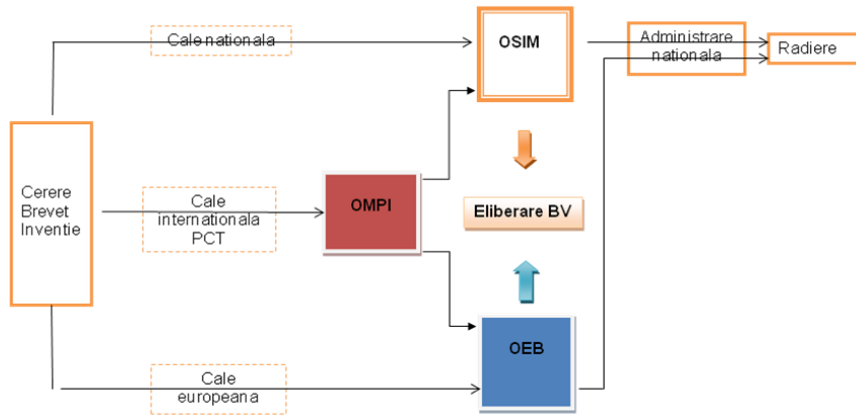 Cale nationala
OSIM
Administrare
nationala
Radiere
Cerere
Brevet
Inventie
Cale
internationala
PCT
OMPI
Eliberare BV
OEB
Cale
europeana